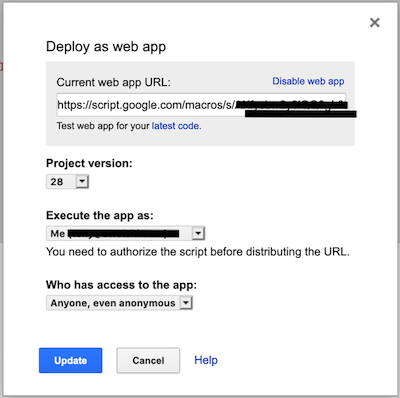 Deploy as web app
Current web app URL:
Disable web app
https://script.google.com/macros/s/
Test web app for your latest code.
Project version:
28
Execute the app as:
Me
You need to authorize the script before distributing the URL.
Who has access to the app:
Anyone, even anonymous
Update
Cancel
Help